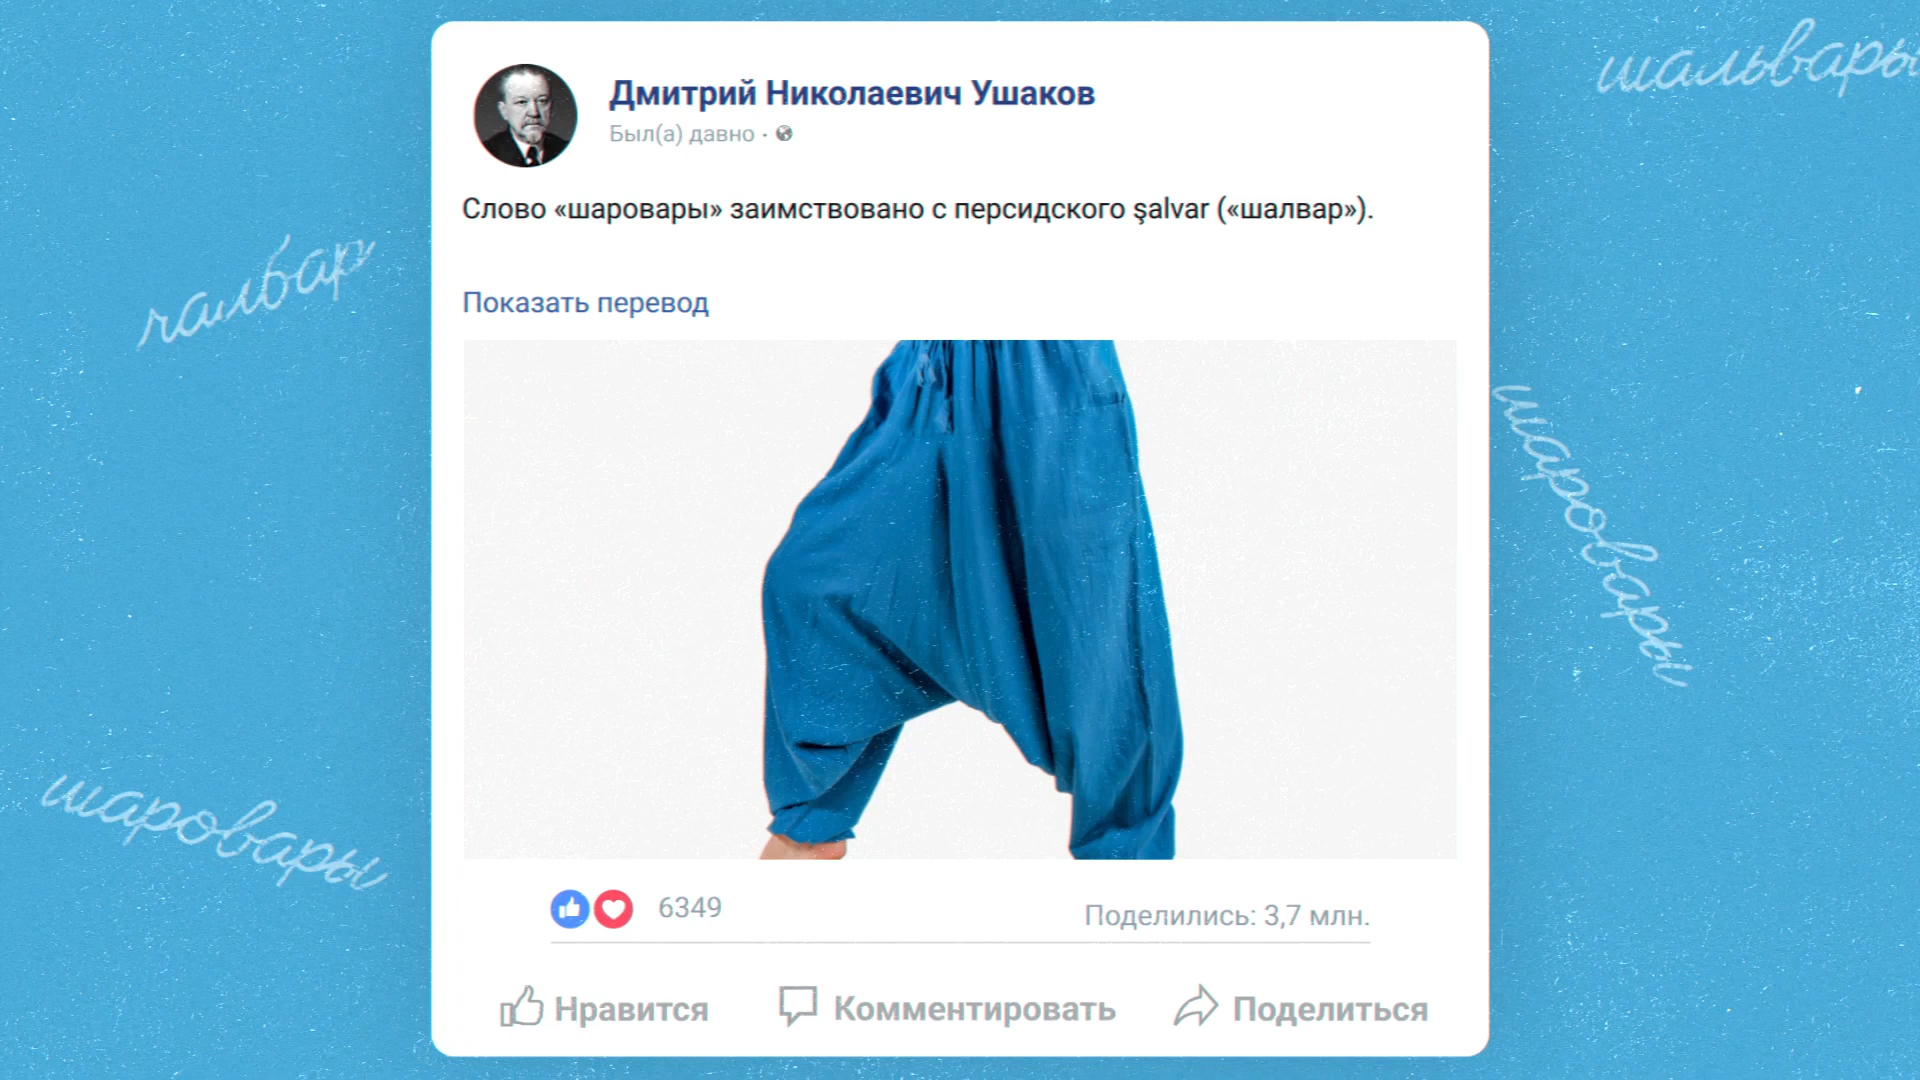 Дмитрий Николаевич Ушаков
Был(а) давно ·
Слово «шаровары» заимствовано с персидского şalvar («шалвар»).
Показать перевод
6349
Поделились: 3,7 млн.
Нравится
Комментировать
Поделиться
шальвары
чалбар
шаровары
шаровары